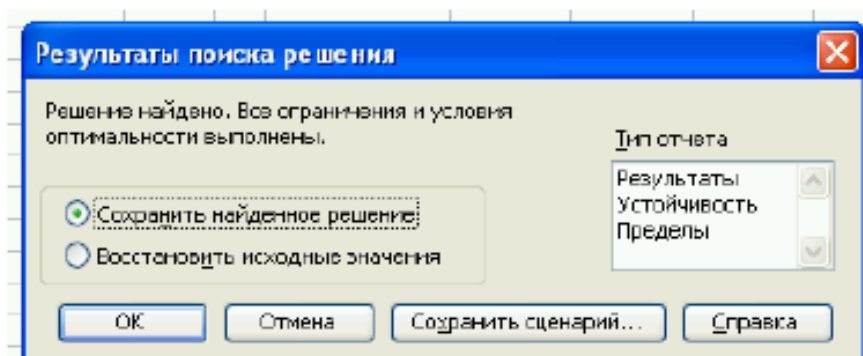 Результаты поиска решения
Решение найдено. Все ограничения и условия
оптимальности выполнены.
Тип отчета
Результаты
Устойчивость
Пределы
Сохранить найденное решение
Восстановить исходные значения
OK
Отмена
Сохранить сценарий...
Справка